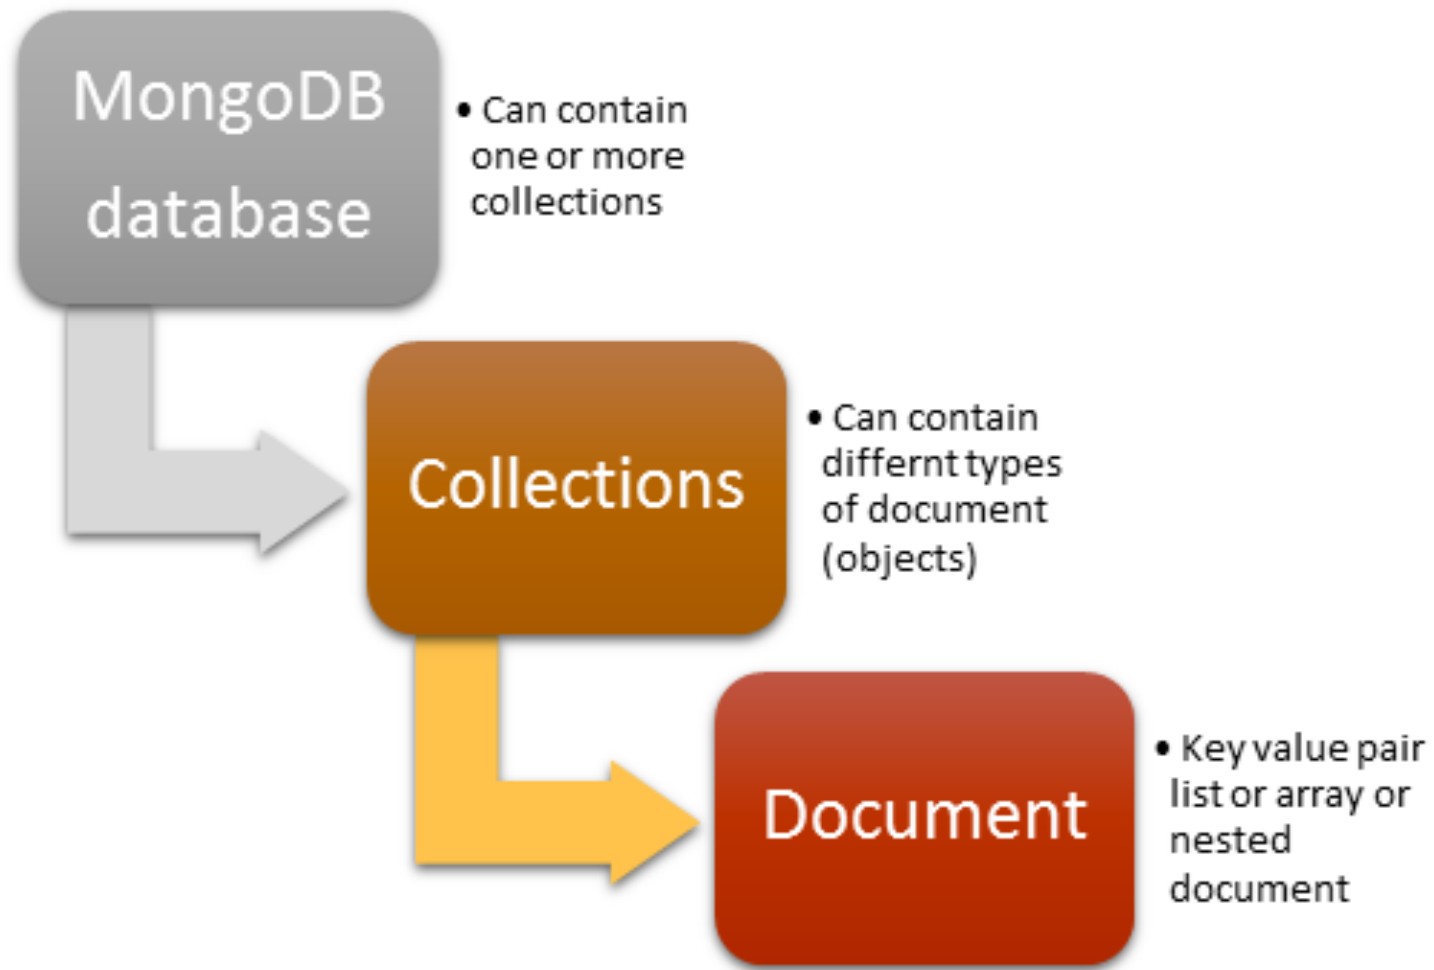 MongoDB
database
• Can contain
one or more
collections
Collections
• Can contain
differnt types
of document
(objects)
Document
• Key value pair
list or array or
nested
document